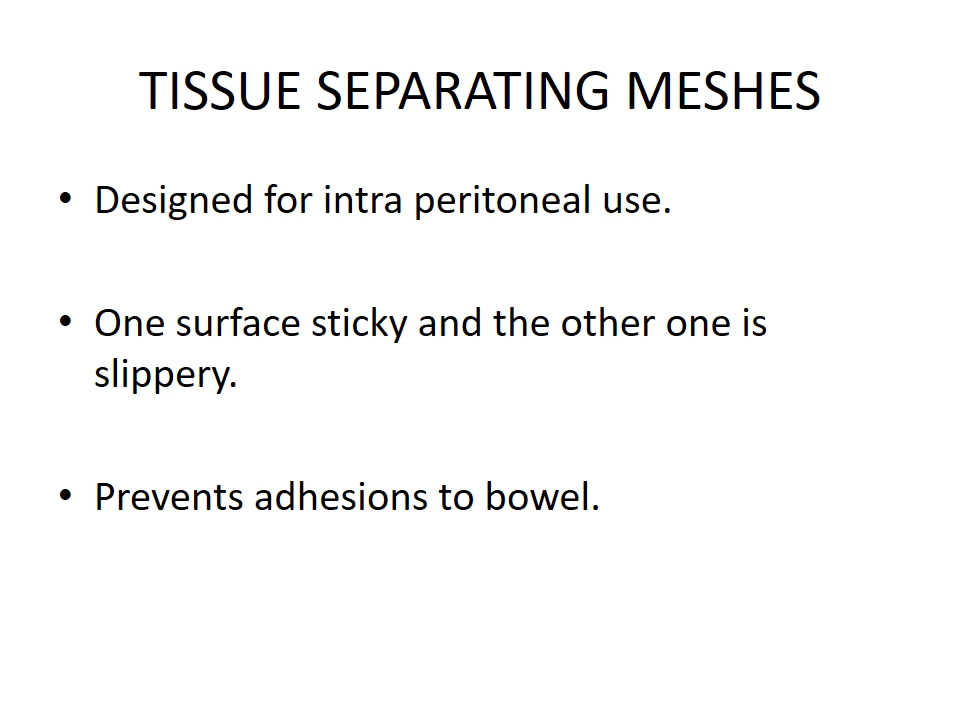 TISSUE SEPARATING MESHES
• Designed for intra peritoneal use.
• One surface sticky and the other one is
slippery.
• Prevents adhesions to bowel.